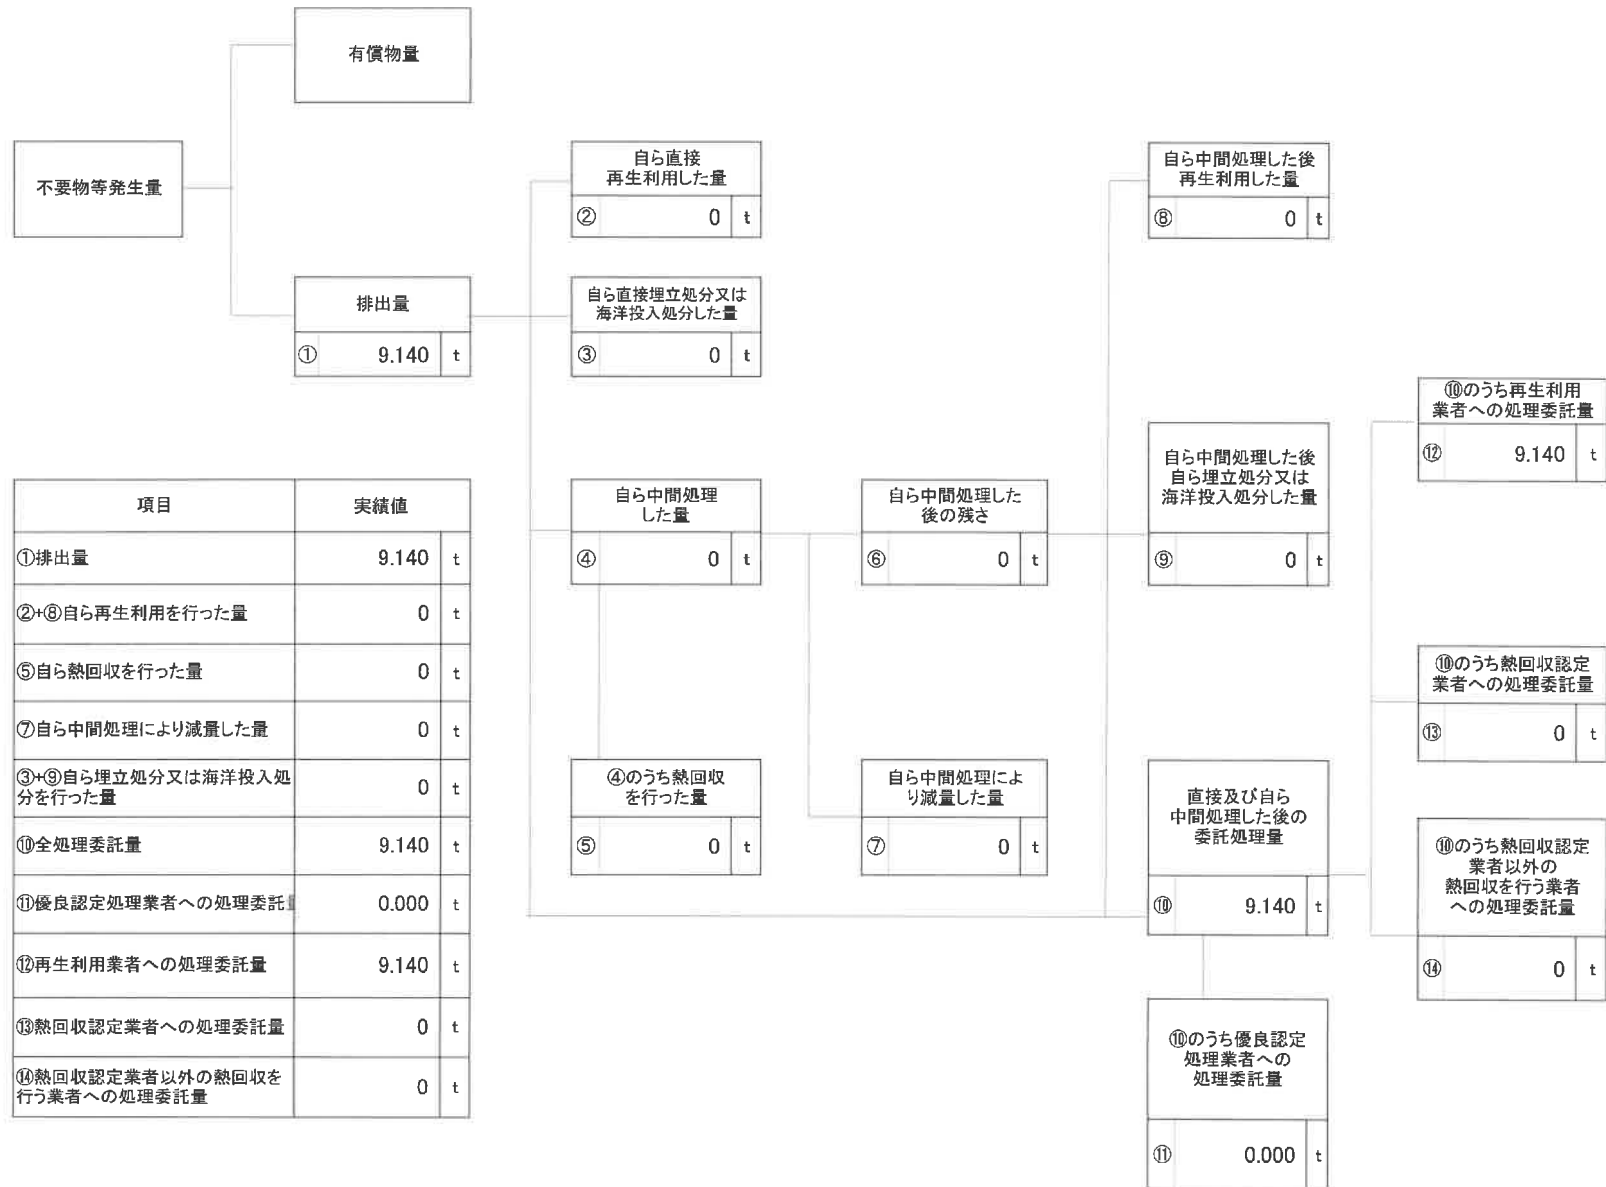 有償物量
不要物等発生量
排出量
① 9.140 t
自ら直接
再生利用した量
② 0 t
自ら直接埋立処分又は
海洋投入処分した量
③ 0 t
自ら中間処理
した量
④ 0 t
④のうち熱回収
を行った量
⑤ 0 t
自ら中間処理した
後の残さ
⑥ 0 t
自ら中間処理によ
り減量した量
⑦ 0 t
自ら中間処理した後
再生利用した量
⑧ 0 t
自ら中間処理した後
自ら埋立処分又は
海洋投入処分した量
⑨ 0 t
直接及び自ら
中間処理した後の
委託処理量
⑩ 9.140 t
⑩のうち優良認定
処理業者への
処理委託量
⑪ 0.000 t
⑩のうち再生利用
業者への処理委託量
⑫ 9.140 t
⑩のうち熱回収認定
業者への処理委託量
⑬ 0 t
⑩のうち熱回収認定
業者以外の
熱回収を行う業者
への処理委託量
⑭ 0 t
項目 実績値
①排出量 9.140 t
②+⑧自ら再生利用を行った量 0 t
⑤自ら熱回収を行った量 0 t
⑦自ら中間処理により減量した量 0 t
③+⑨自ら埋立処分又は海洋投入処
分を行った量 0 t
⑩全処理委託量 9.140 t
⑪優良認定処理業者への処理委託 0.000 t
⑫再生利用業者への処理委託量 9.140 t
⑬熱回収認定業者への処理委託量 0 t
⑭熱回収認定業者以外の熱回収を
行う業者への処理委託量 0 t